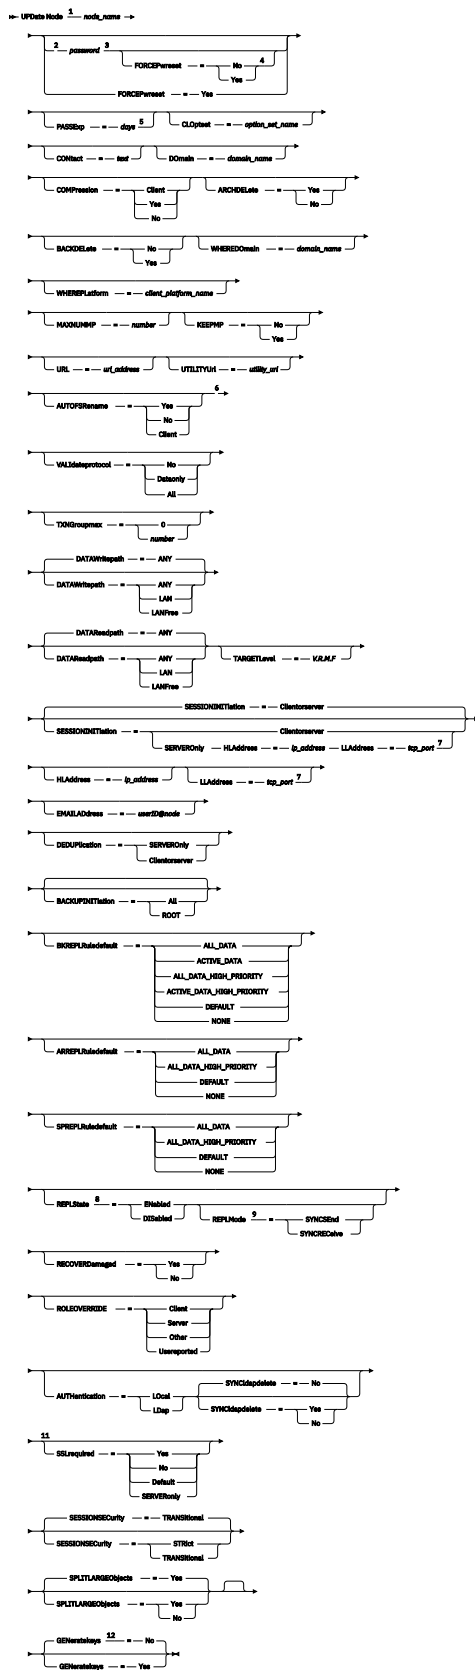 UPDate Node 1 node_name
2 password 3
FORCEPwreset = No 4
Yes
FORCEPwreset = Yes
PASSExp = days 5 CLOptset = option_set_name
CONtact = text DOmain = domain_name
COMPression = Client ARCHDELete = Yes
Yes No
No
BACKDELete = No WHEREDOmain = domain_name
Yes
WHEREPLatform = client_platform_name
MAXNUMMP = number KEEPMP = No
Yes
URL = url_address UTILITYUrl = utility_url
6
AUTOFSRename = Yes
No
Client
VALIdateprotocol = No
Dataonly
All
TXNGroupmax = 0
number
DATAWritepath = ANY
DATAWritepath = ANY
LAN
LANFree
DATAReadpath = ANY
DATAReadpath = ANY TARGETLevel = V.R.M.F
LAN
LANFree
SESSIONINITiation = Clientorserver
SESSIONINITiation = Clientorserver
SERVEROnly HLAddress = ip_address LLAddress = tcp_port 7
HLAddress = ip_address LLAddress = tcp_port 7
EMAILADdress = userID@node
DEDUPlication = SERVEROnly
Clientorserver
BACKUPINITiation = All
ROOT
BKREPLRuledefault = ALL_DATA
ACTIVE_DATA
ALL_DATA_HIGH_PRIORITY
ACTIVE_DATA_HIGH_PRIORITY
DEFAULT
NONE
ARREPLRuledefault = ALL_DATA
ALL_DATA_HIGH_PRIORITY
DEFAULT
NONE
SPREPLRuledefault = ALL_DATA
ALL_DATA_HIGH_PRIORITY
DEFAULT
NONE
REPLState 8 = ENabled REPLMode 9 = SYNCSEnd
DISabled SYNCRECeive
RECOVERDamaged = Yes
No
ROLEOVERRIDE = Client
Server
Other
Usereported
SYNCldapdelete = No
AUTHentication = LOcal SYNCldapdelete = Yes
LDap No
11
SSLrequired = Yes
No
Default
SERVERonly
SESSIONSECurity = TRANSitional
SESSIONSECurity = STRict
TRANSitional
SPLITLARGEObjects = Yes
SPLITLARGEObjects = Yes
No
GENeratekeys 12 = No
GENeratekeys = Yes